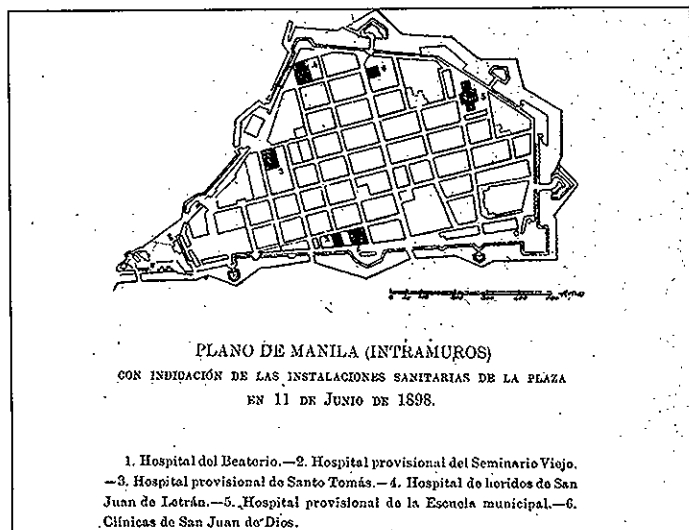 PLANO DE MANILA (INTRAMUROS)
CON INDICACIÓN DE LAS INSTALACIONES SANITARIAS DE LA PLAZA
EN 11 DE JUNIO DE 1898.
1. Hospital del Beaterio.—2. Hospital provisional del Seminario Viejo.
—3. Hospital provisional de Santo Tomás.—4. Hospital de heridos de San
Juan de Letrán.—5. Hospital provisional de la Escuela municipal.—6.
Clínicas de San Juan de Dios.